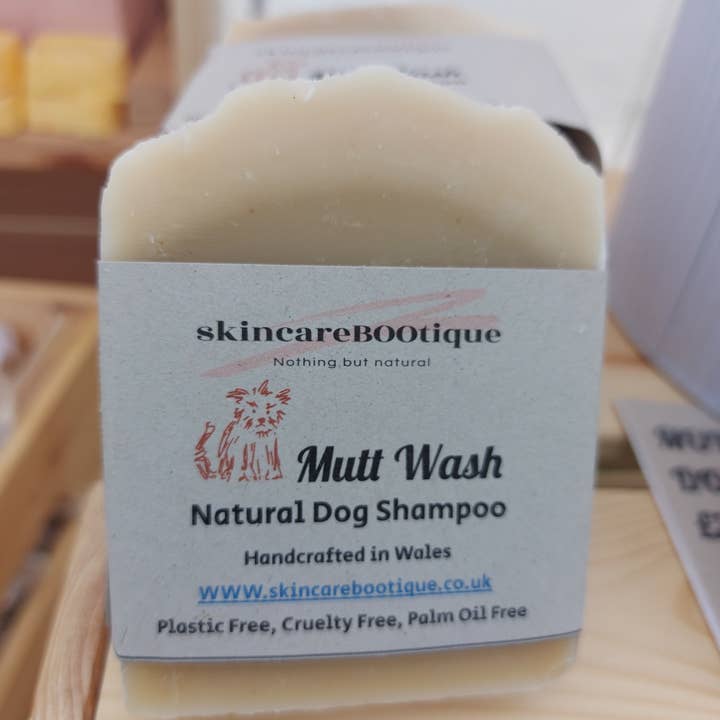 skincareBOOtique
Nothing but natural
Mutt Wash
Natural Dog Shampoo
Handcrafted in Wales
WWW.skincarebootique.co.uk
Plastic Free, Cruelty Free, Palm Oil Free